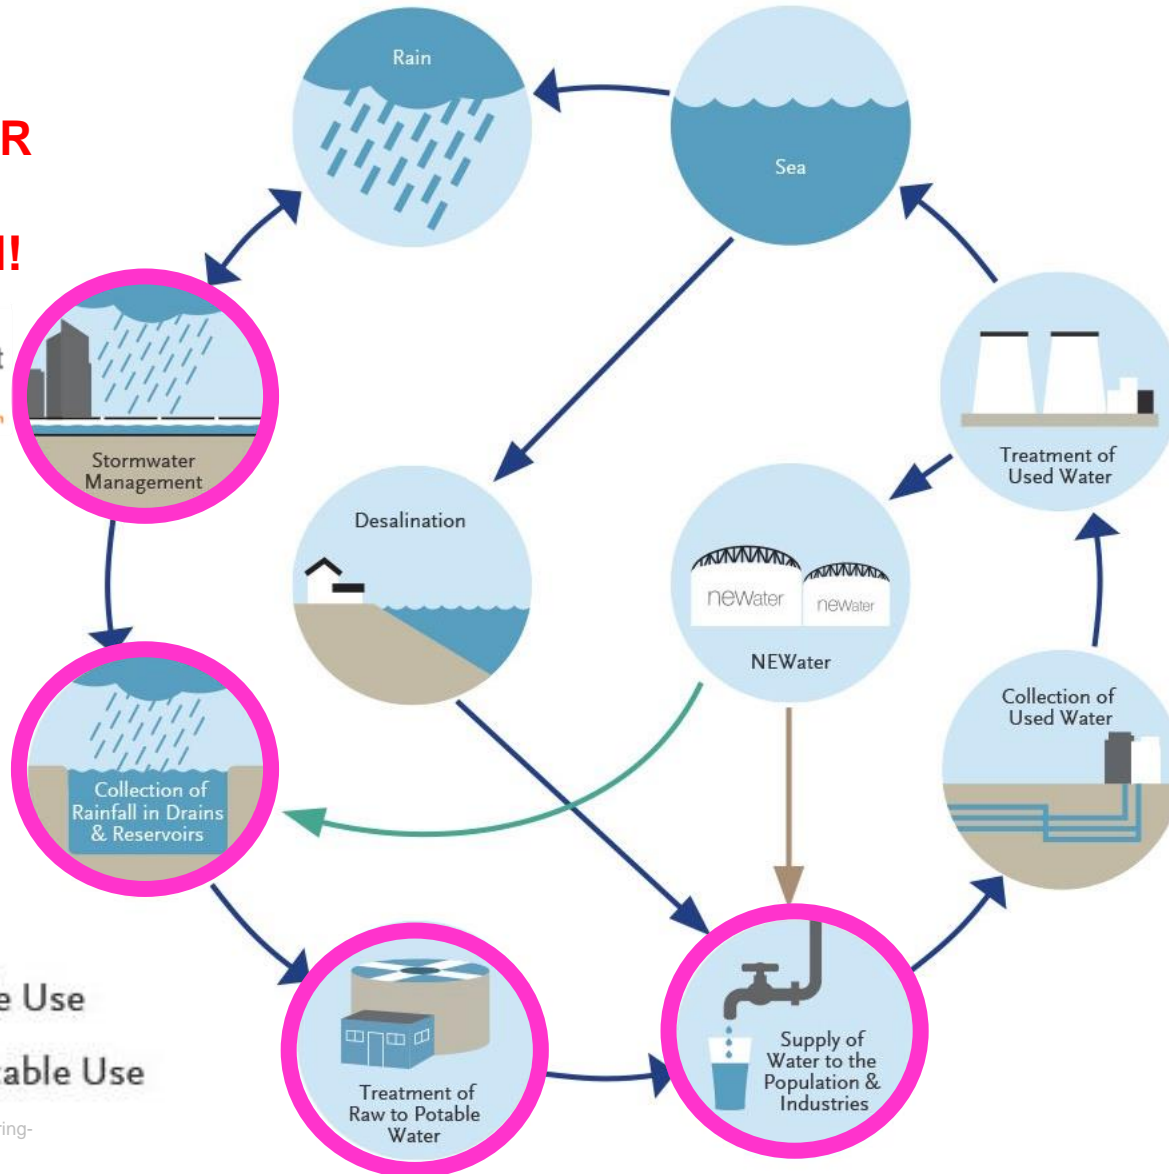 Rain
Sea
R
!
Stormwater
Management
Treatment of
Used Water
Desalination
newater
newater
NEWater
Collection of
Used Water
Collection of
Rainfall in Drains
& Reservoirs
e Use
able Use
Supply of
Water to the
Population &
Industries
Treatment of
Raw to Potable
Water
ring-